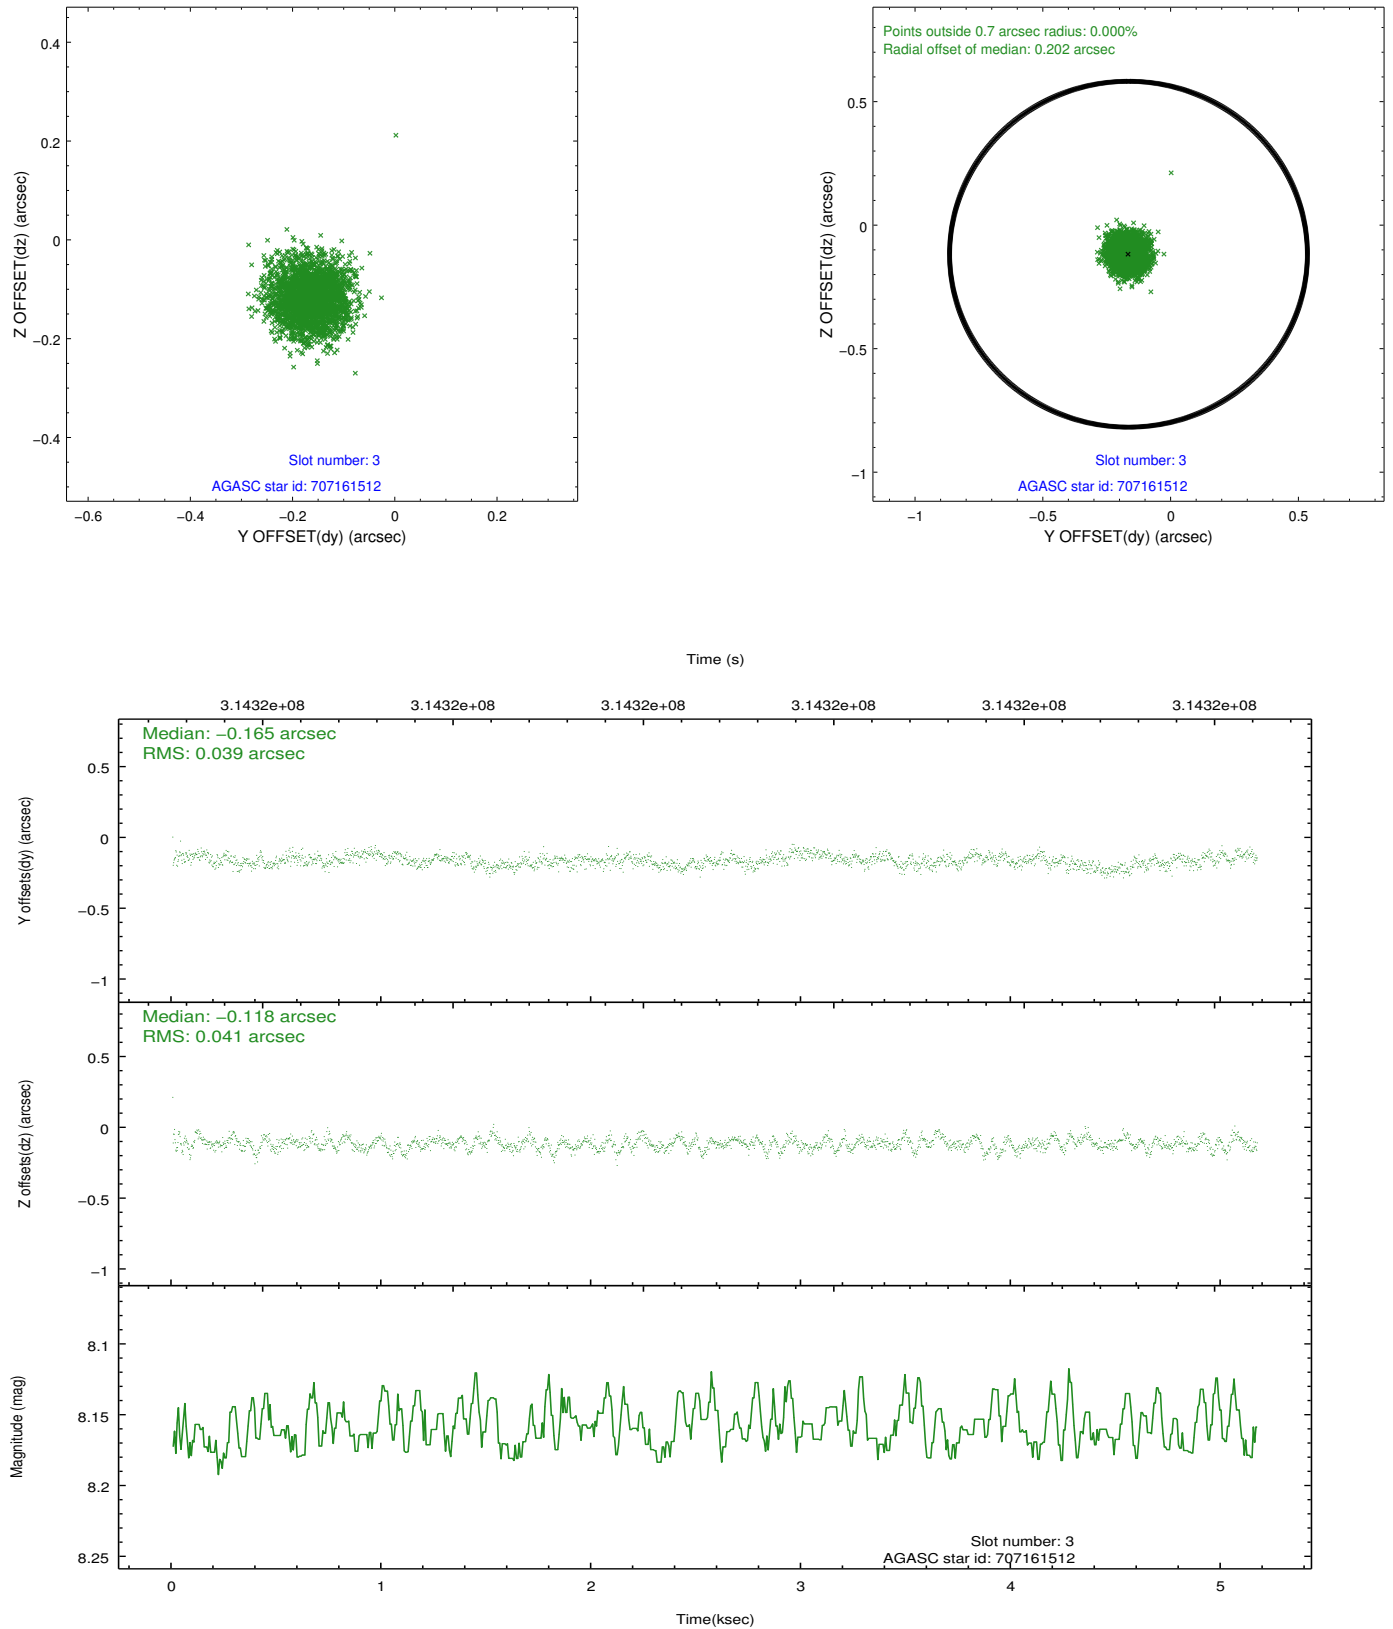 0.4
0.2
0
−0.2
−0.4
Z OFFSET(dz) (arcsec)
Slot number: 3
AGASC star id: 707161512
−0.6 −0.4 −0.2 0 0.2
Y OFFSET(dy) (arcsec)
Points outside 0.7 arcsec radius: 0.000%
Radial offset of median: 0.202 arcsec
0.5
0
−0.5
−1
Z OFFSET(dz) (arcsec)
Slot number: 3
AGASC star id: 707161512
−1 −0.5 0 0.5
Y OFFSET(dy) (arcsec)
Time (s)
3.1432e+08 3.1432e+08 3.1432e+08 3.1432e+08 3.1432e+08 3.1432e+08
Median: −0.165 arcsec
RMS: 0.039 arcsec
0.5
0
−0.5
−1
Y offsets(dy) (arcsec)
Median: −0.118 arcsec
RMS: 0.041 arcsec
0.5
0
−0.5
−1
Z offsets(dz) (arcsec)
8.1
8.15
8.2
8.25
Magnitude (mag)
Slot number: 3
AGASC star id: 707161512
0 1 2 3 4 5
Time(ksec)